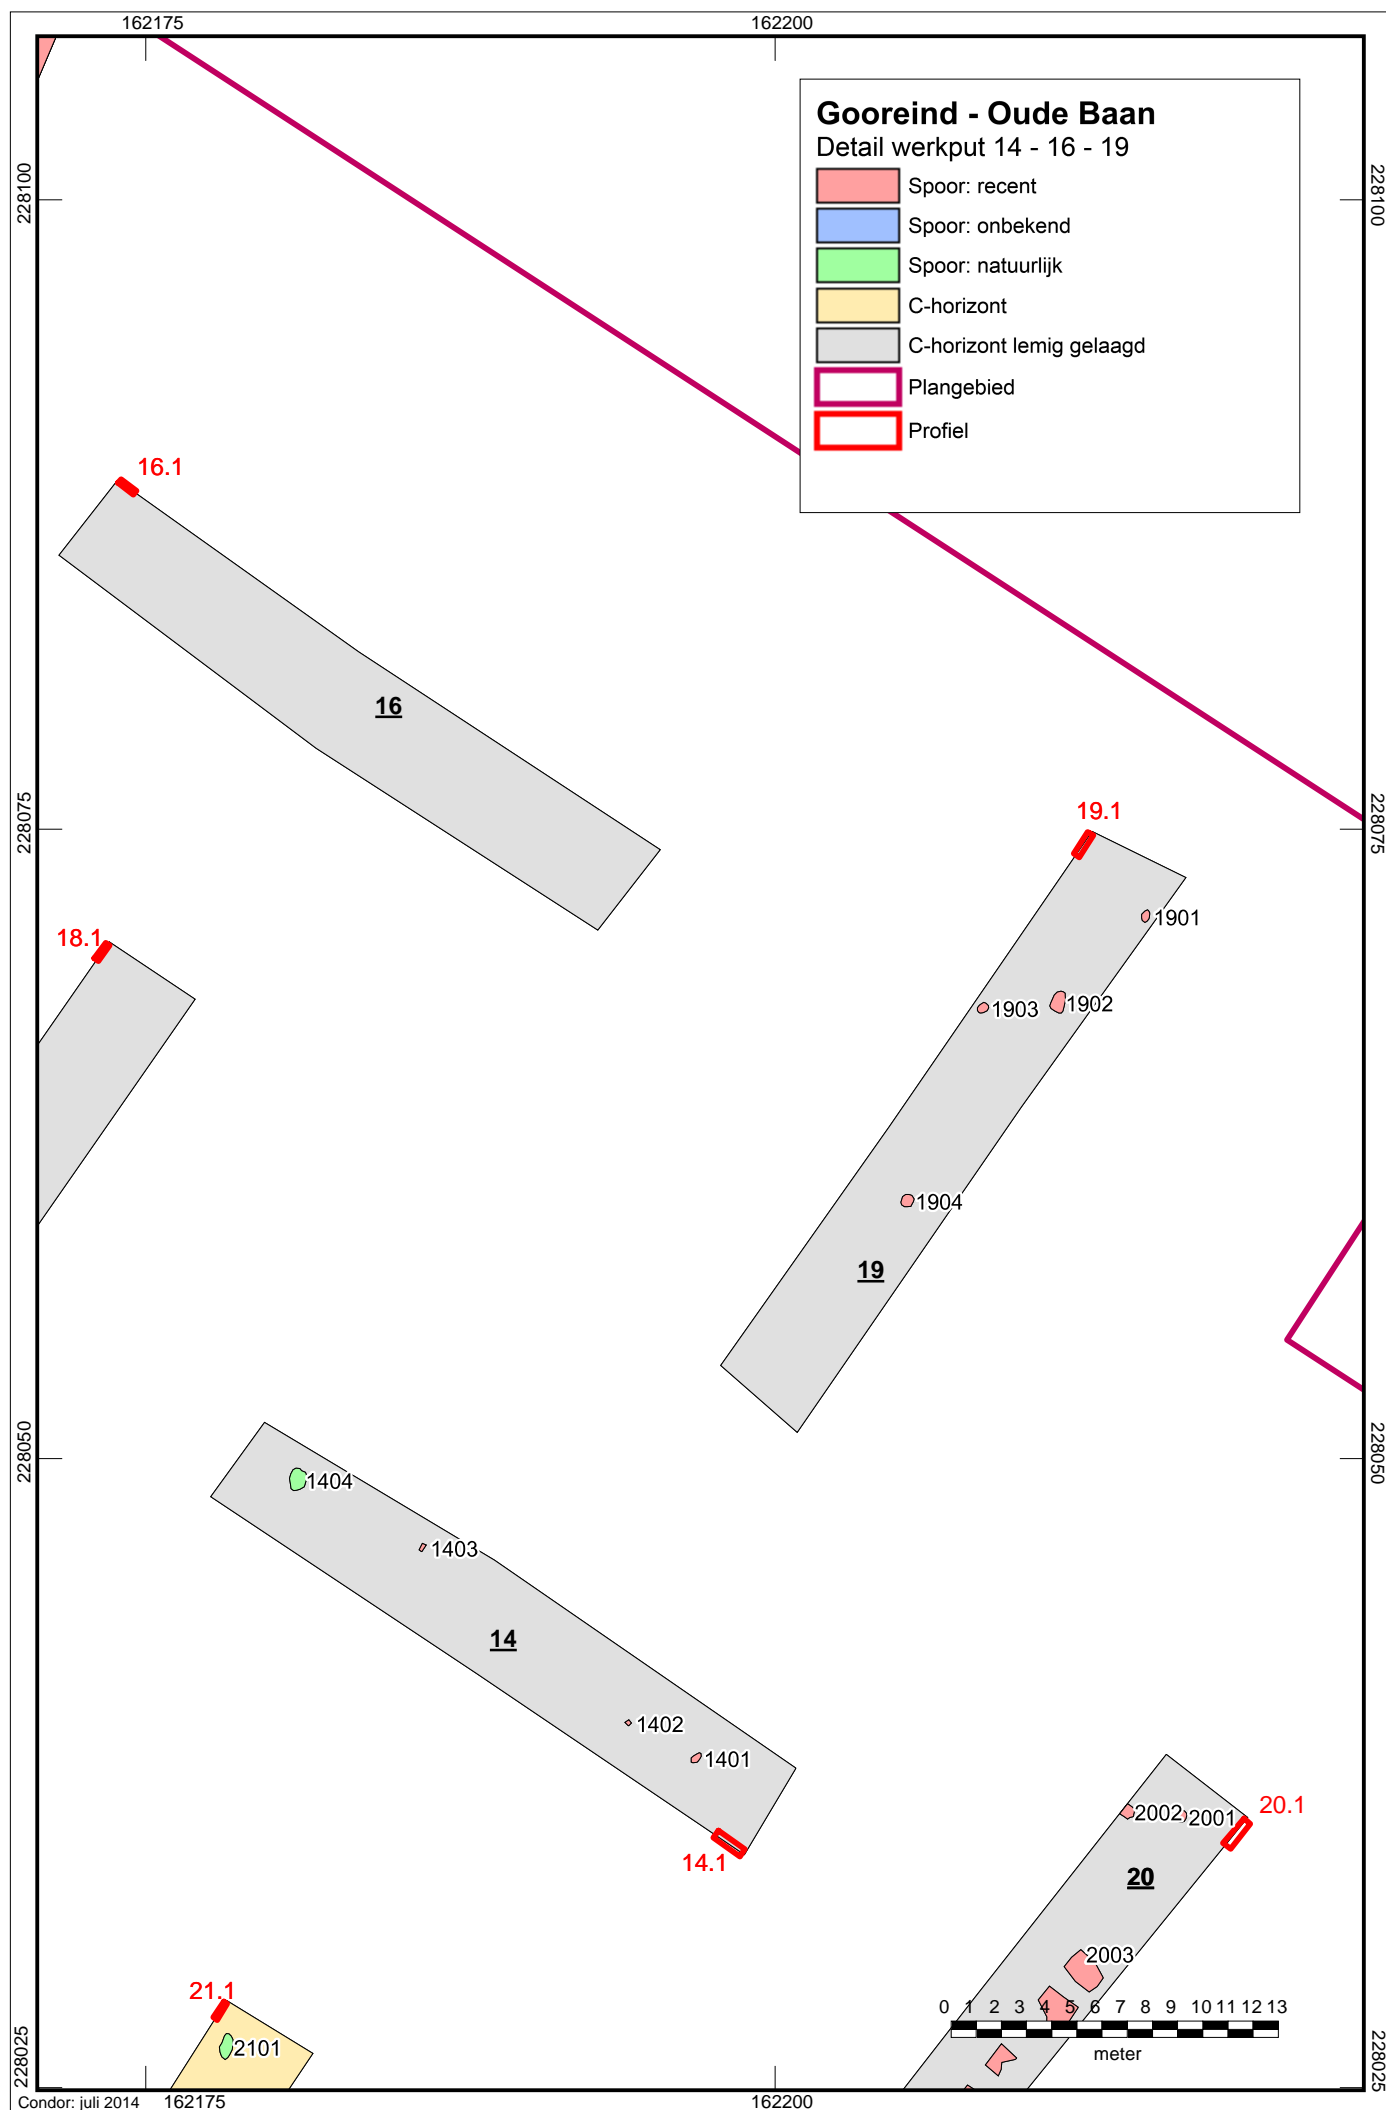 162175
162200
Gooreind - Oude Baan
Detail werkput 14 - 16 - 19
Spoor: recent
Spoor: onbekend
Spoor: natuurlijk
C-horizont
C-horizont lemig gelaagd
Plangebied
Profiel
228100
228100
16.1
16
228075
228075
19.1
1901
18.1
1903
1902
1904
19
228050
228050
1404
1403
14
1402
1401
14.1
20.1
2002
2001
20
2003
21.1
2101
0 1 2 3 4 5 6 7 8 9 10 11 12 13
meter
228025
228025
Condor: juli 2014
162175
162200